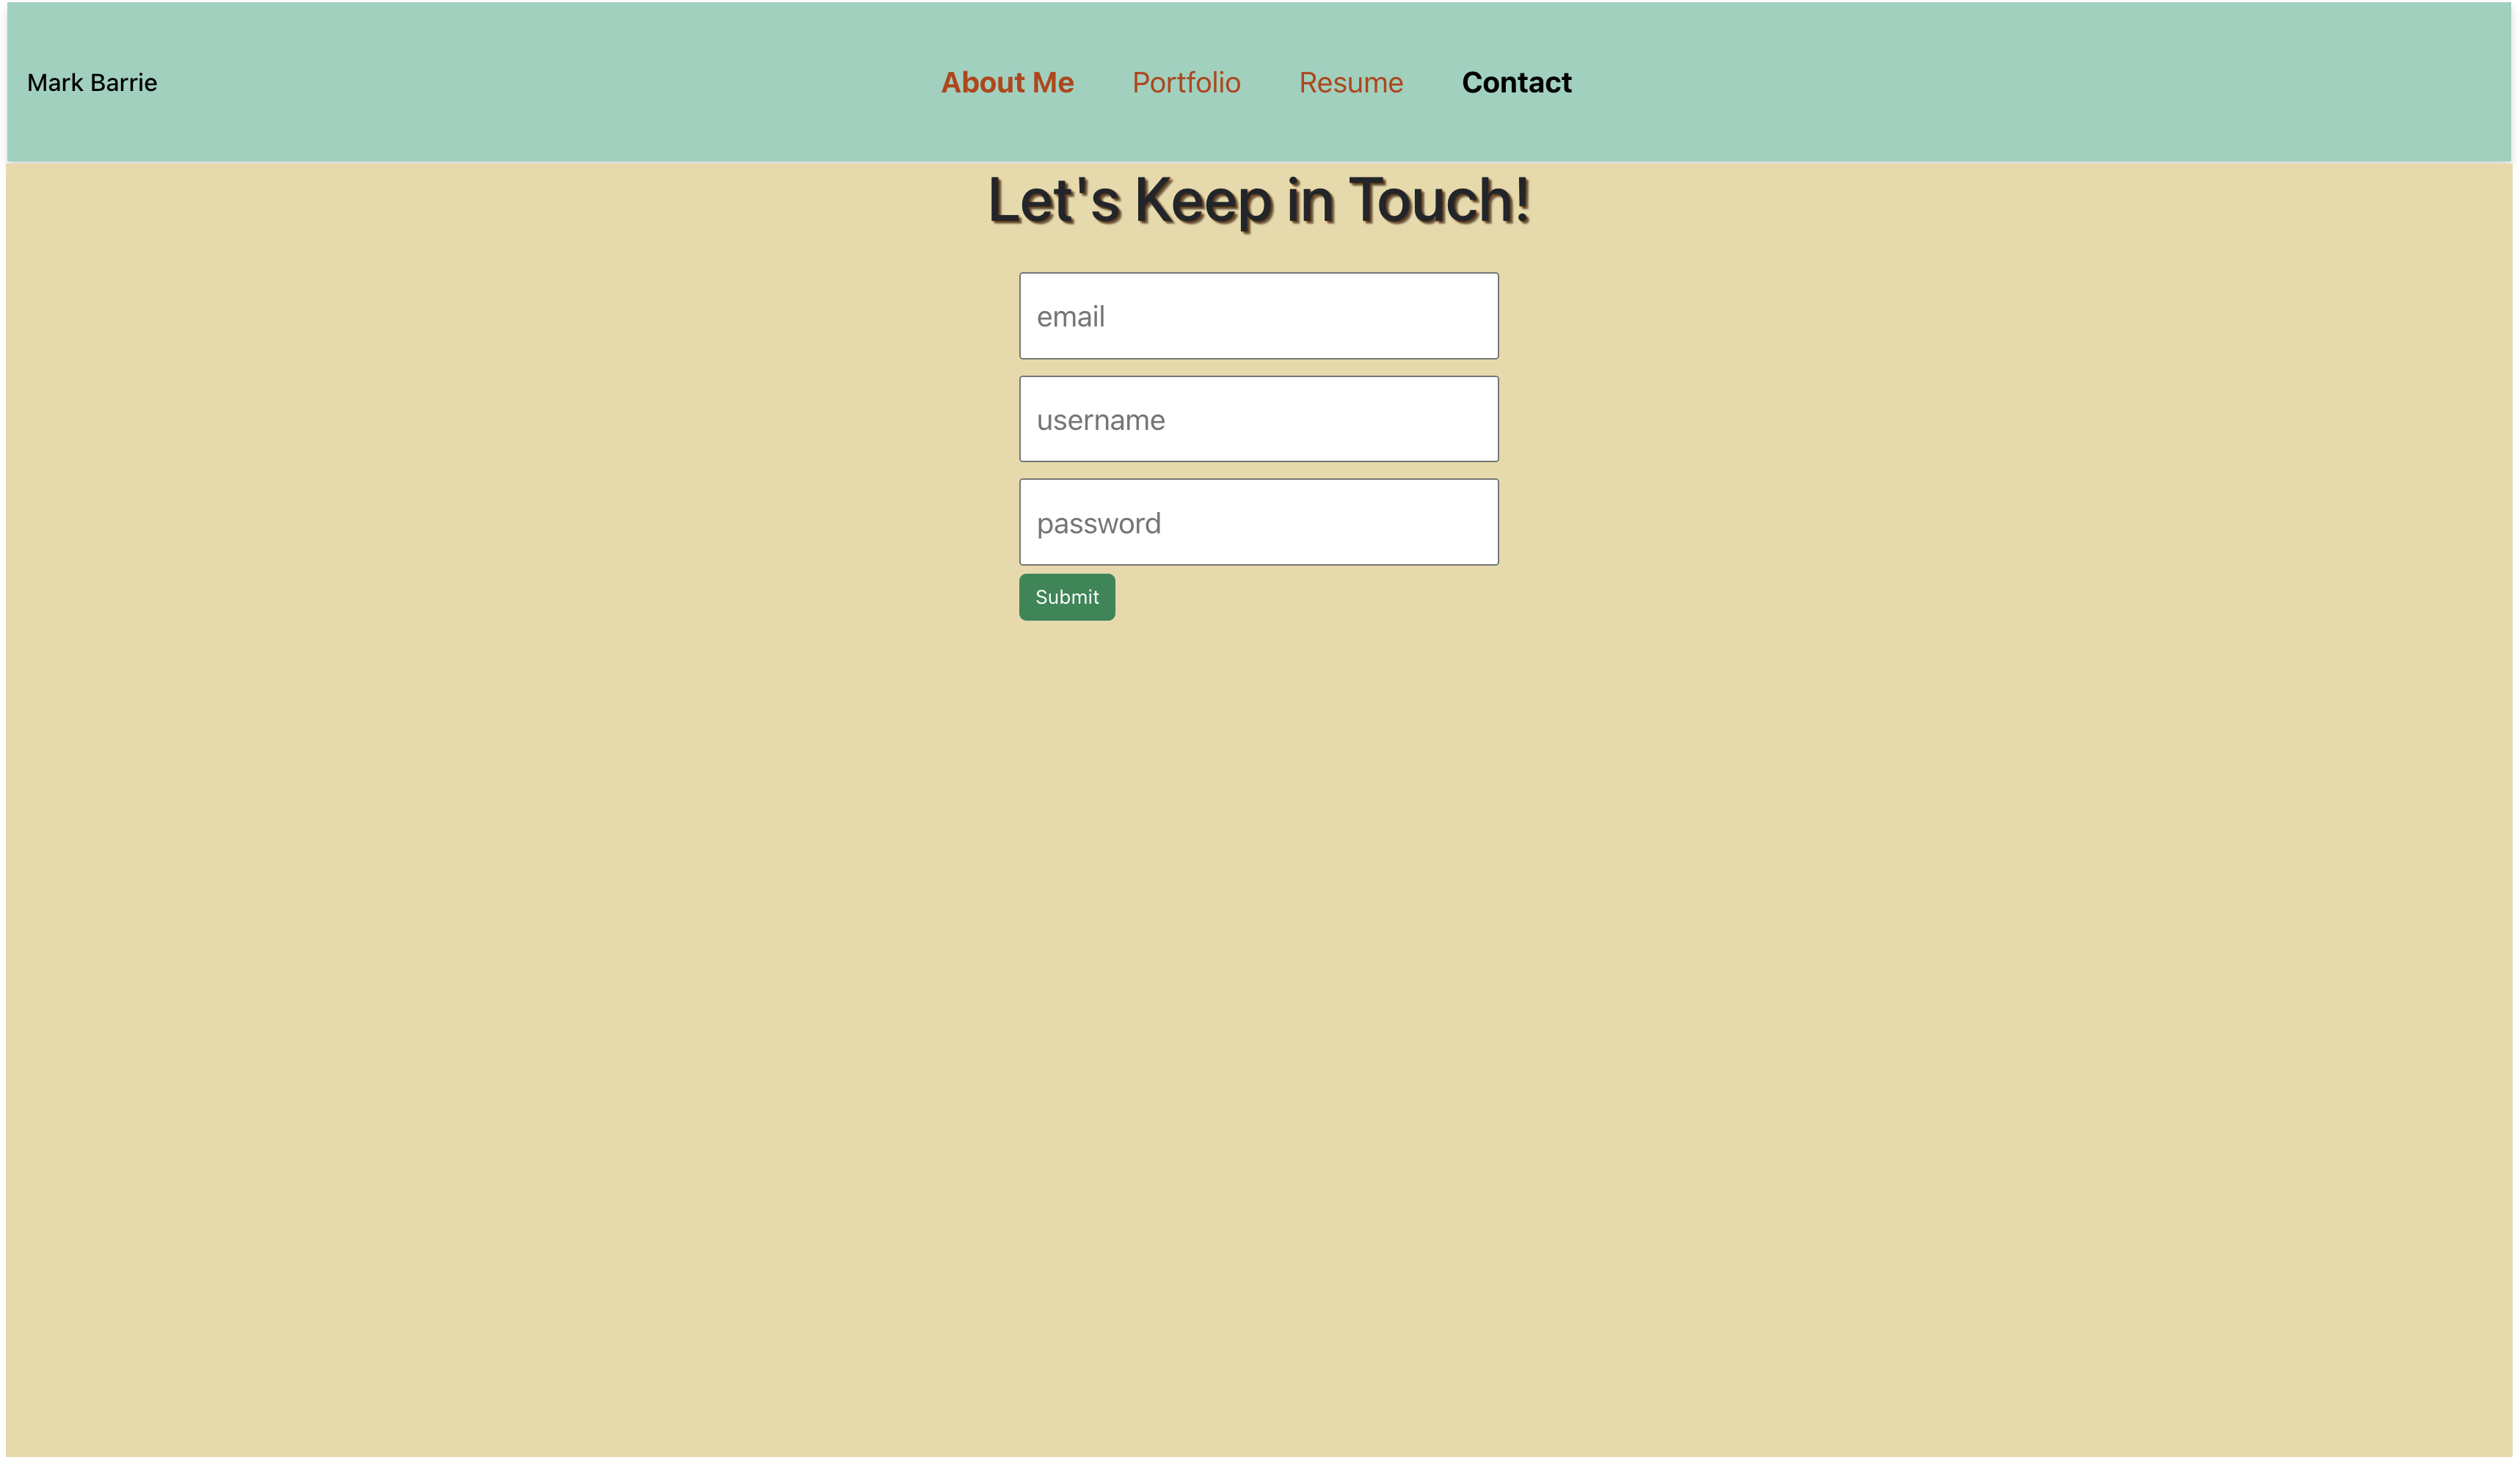 Mark Barrie About Me Portfolio Resume Contact
Let's Keep in Touch!
email
username
password
Submit